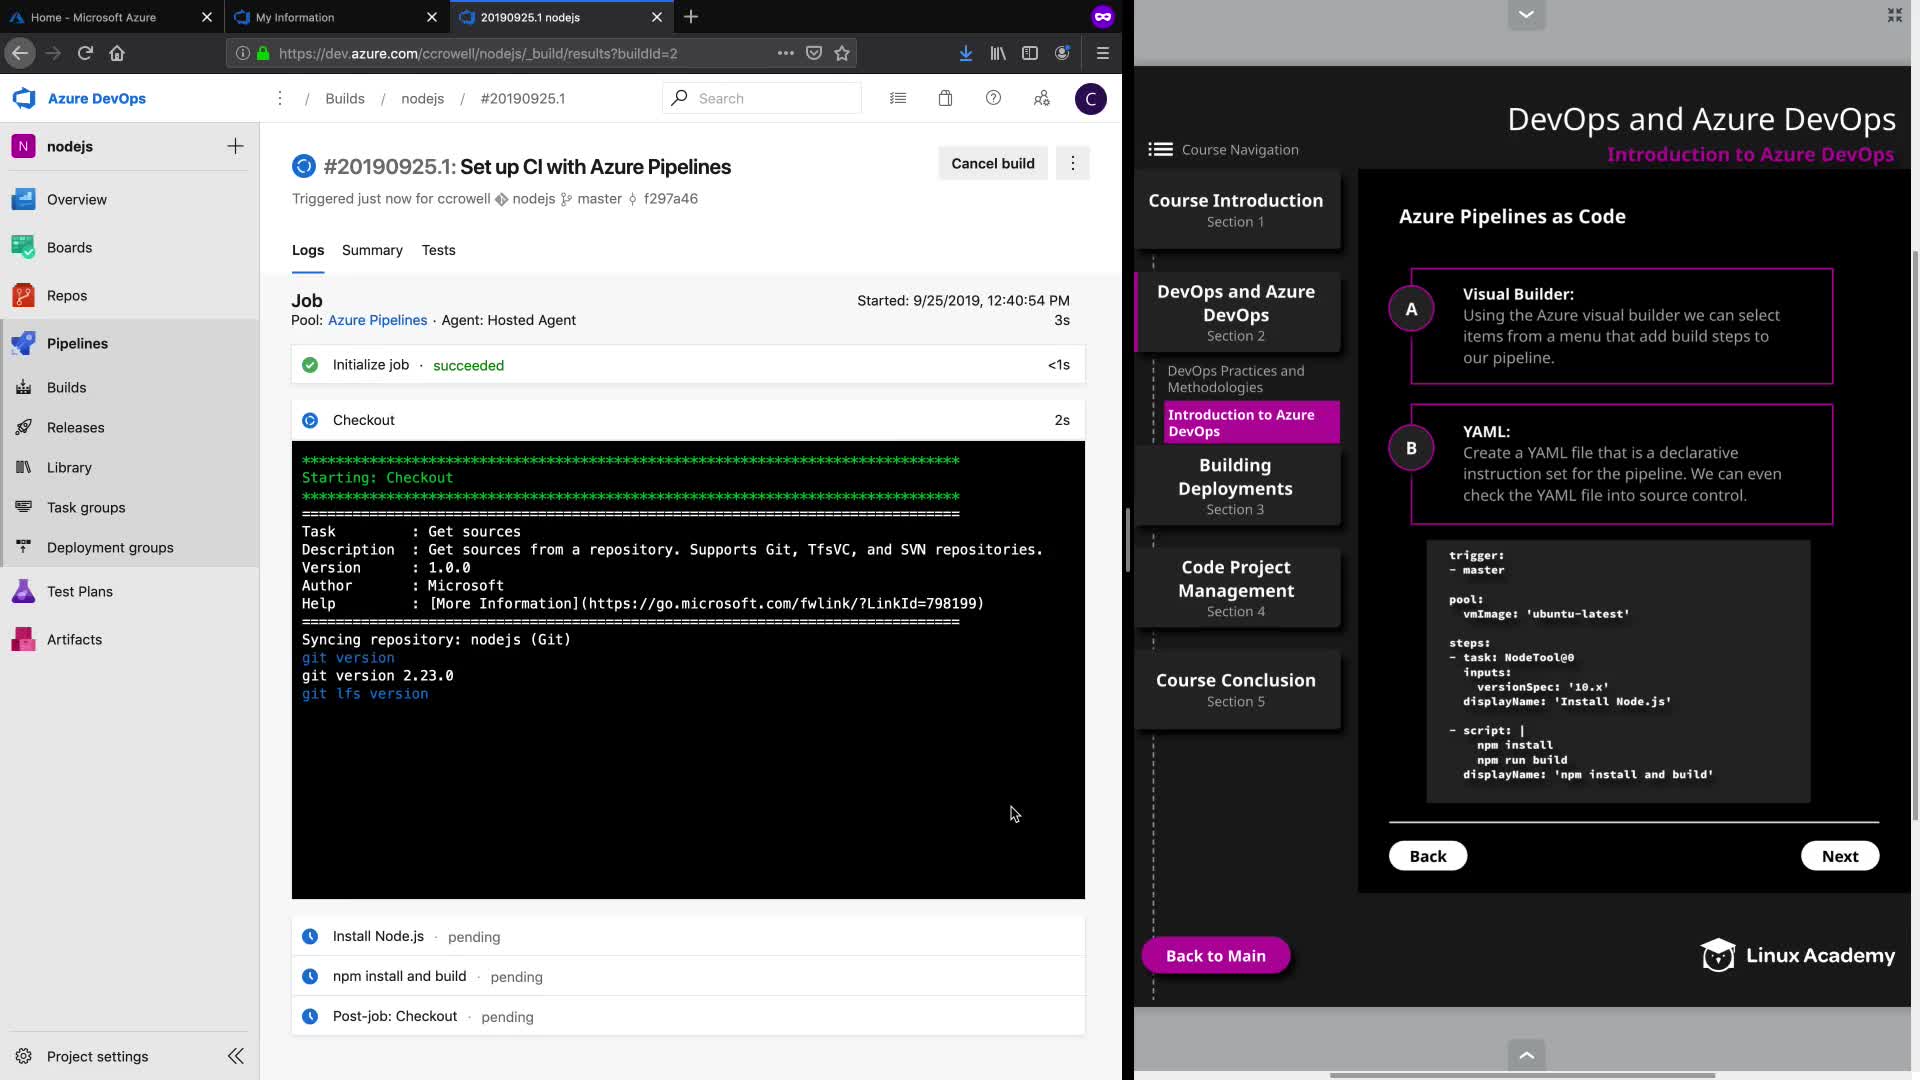 Home - Microsoft Azure
My Information
20190925.1 nodejs
https://dev.azure.com/ccrowell/nodejs/_build/results?buildId=2
Azure DevOps
/ Builds / nodejs / #20190925.1
Search
C
N nodejs
Overview
Boards
Repos
Pipelines
Builds
Releases
Library
Task groups
Deployment groups
Test Plans
Artifacts
Project settings
#20190925.1: Set up CI with Azure Pipelines
Cancel build
Triggered just now for ccrowell nodejs master f297a46
Logs Summary Tests
Job
Started: 9/25/2019, 12:40:54 PM
Pool: Azure Pipelines · Agent: Hosted Agent
3s
Initialize job · succeeded
<1s
Checkout
2s
******************************************************************************
Starting: Checkout
******************************************************************************
==============================================================================
Task : Get sources
Description : Get sources from a repository. Supports Git, TfsVC, and SVN repositories.
Version : 1.0.0
Author : Microsoft
Help : [More Information](https://go.microsoft.com/fwlink/?LinkId=798199)
==============================================================================
Syncing repository: nodejs (Git)
git version
git version 2.23.0
git lfs version
Install Node.js · pending
npm install and build · pending
Post-job: Checkout · pending
DevOps and Azure DevOps
Introduction to Azure DevOps
Course Navigation
Course Introduction
Section 1
DevOps and Azure
DevOps
Section 2
DevOps Practices and
Methodologies
Introduction to Azure
DevOps
Building
Deployments
Section 3
Code Project
Management
Section 4
Course Conclusion
Section 5
Back to Main
Azure Pipelines as Code
A
Visual Builder:
Using the Azure visual builder we can select
items from a menu that add build steps to
our pipeline.
B
YAML:
Create a YAML file that is a declarative
instruction set for the pipeline. We can even
check the YAML file into source control.
trigger:
- master
pool:
vmImage: 'ubuntu-latest'
steps:
- task: NodeTool@0
inputs:
versionSpec: '10.x'
displayName: 'Install Node.js'
- script: |
npm install
npm run build
displayName: 'npm install and build'
Back
Next
Linux Academy